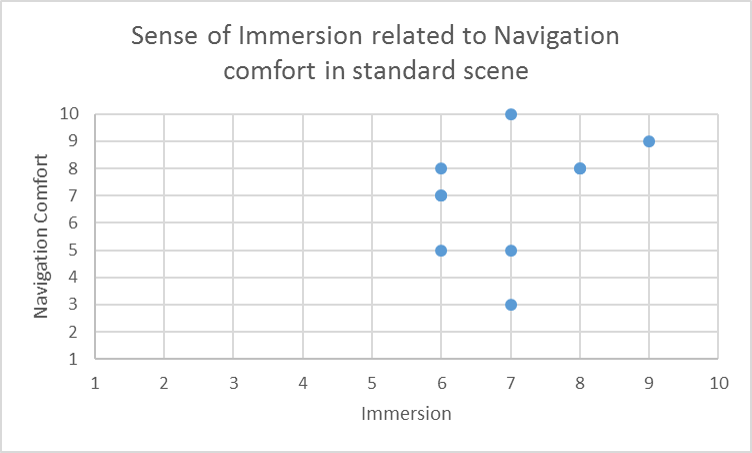 Sense of Immersion related to Navigation
comfort in standard scene
Navigation Comfort
10
9
8
7
6
5
4
3
2
1
1 2 3 4 5 6 7 8 9 10
Immersion